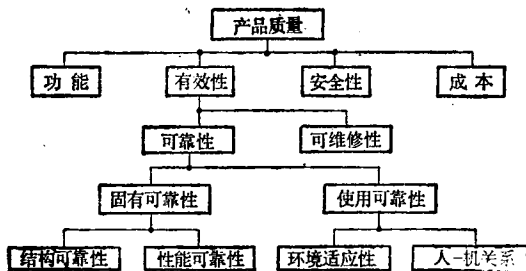 产品质量
功能 有效性 安全性 成本
可靠性 可维修性
固有可靠性 使用可靠性
结构可靠性 性能可靠性 环境适应性 人-机关系